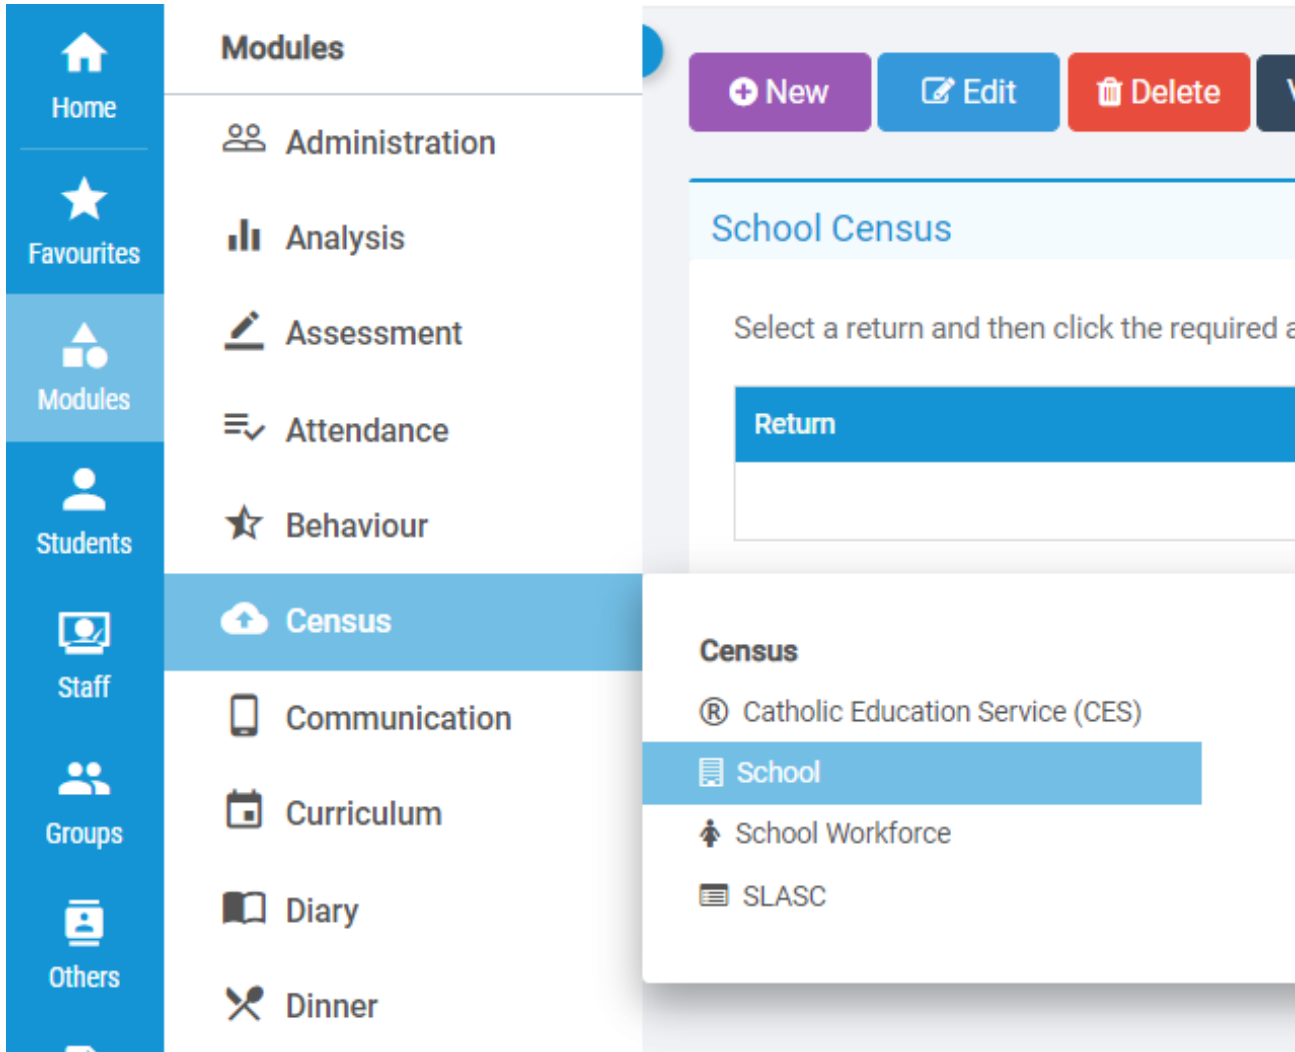 Home
Favourites
Modules
Students
Staff
Groups
Others
Modules
Administration
Analysis
Assessment
Attendance
Behaviour
Census
Communication
Curriculum
Diary
Dinner
New Edit Delete
School Census
Select a return and then click the required
Return
Census
Catholic Education Service (CES)
School
School Workforce
SLASC